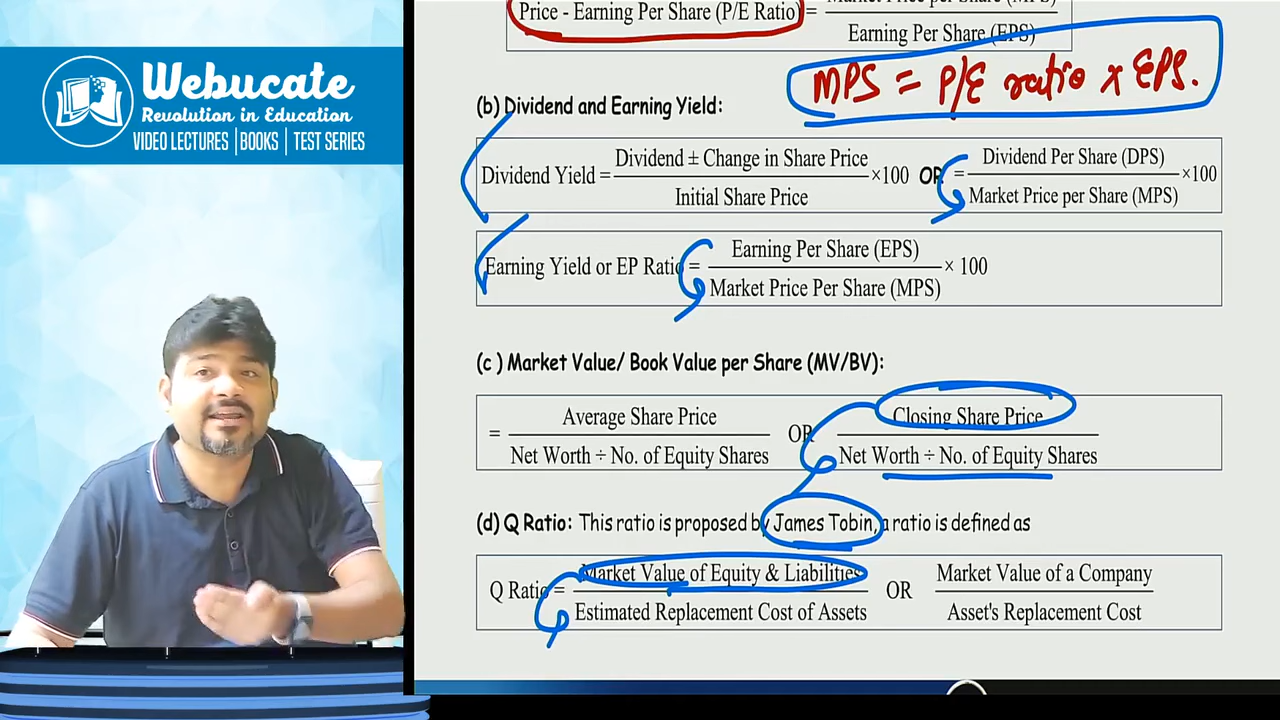 Webucate
Revolution in Education
VIDEO LECTURES | BOOKS | TEST SERIES
Price - Earning Per Share (P/E Ratio) = Market Price per Share (MPS)
Earning Per Share (EPS)
MPS = P/E ratio × EPS.
(b) Dividend and Earning Yield:
Dividend Yield = Dividend ± Change in Share Price ×100 OR = Dividend Per Share (DPS) ×100
Initial Share Price Market Price per Share (MPS)
Earning Yield or EP Ratio = Earning Per Share (EPS) × 100
Market Price Per Share (MPS)
(c ) Market Value/ Book Value per Share (MV/BV):
= Average Share Price OR Closing Share Price
Net Worth ÷ No. of Equity Shares Net Worth ÷ No. of Equity Shares
(d) Q Ratio: This ratio is proposed by James Tobin, a ratio is defined as
Q Ratio = Market Value of Equity & Liabilities OR Market Value of a Company
Estimated Replacement Cost of Assets Asset's Replacement Cost